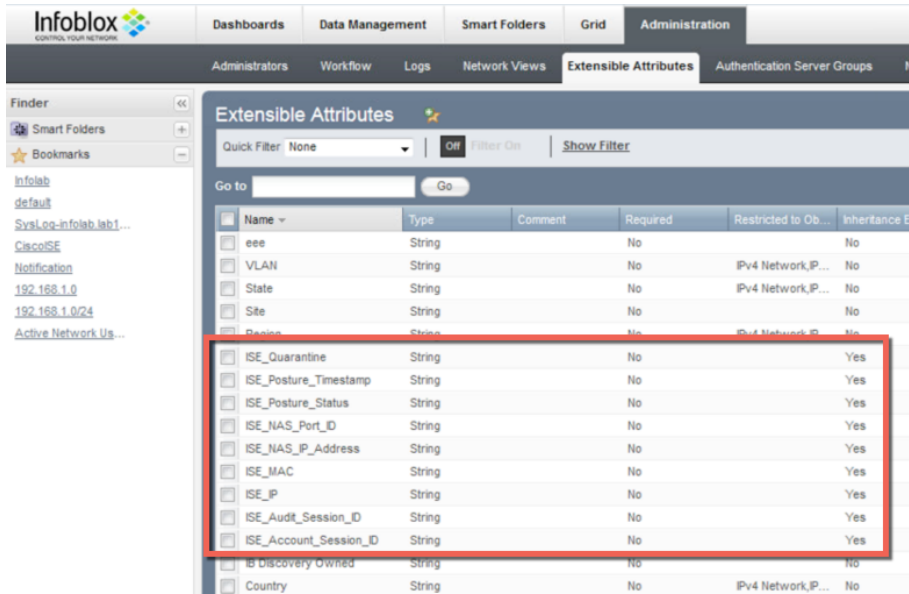 Infoblox
CONTROL YOUR NETWORK
Dashboards Data Management Smart Folders Grid Administration
Administrators Workflow Logs Network Views Extensible Attributes Authentication Server Groups
Finder
Smart Folders
Bookmarks
Infolab
default
SysLog-infolab.lab1...
CiscoISE
Notification
192.168.1.0
192.168.1.0/24
Active Network Us...
Extensible Attributes
Quick Filter None Off Filter On Show Filter
Go to Go
Name Type Comment Required Restricted to Ob... Inheritance E
eee String No No
VLAN String No IPv4 Network,IP... No
State String No IPv4 Network,IP... No
Site String No No
Region String No IPv4 Network,IP... No
ISE_Quarantine String No Yes
ISE_Posture_Timestamp String No Yes
ISE_Posture_Status String No Yes
ISE_NAS_Port_ID String No Yes
ISE_NAS_IP_Address String No Yes
ISE_MAC String No Yes
ISE_IP String No Yes
ISE_Audit_Session_ID String No Yes
ISE_Account_Session_ID String No Yes
IB Discovery Owned String No No
Country String No IPv4 Network,IP... No